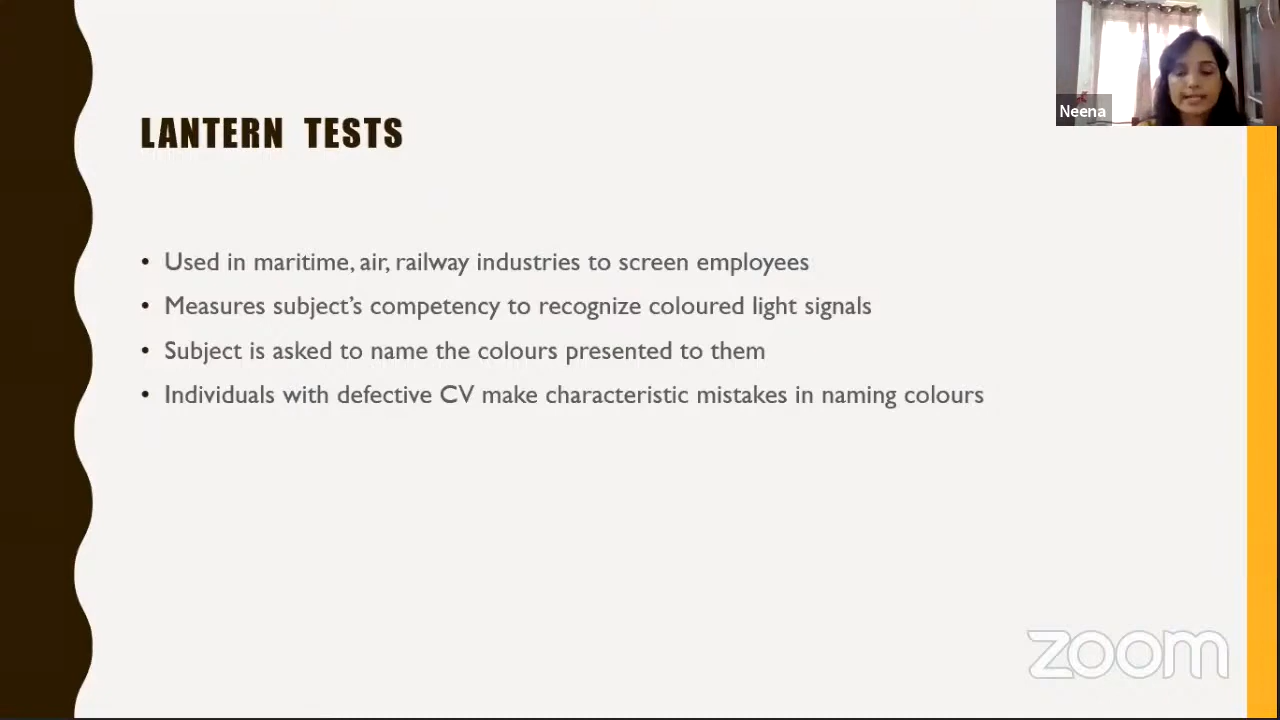 Neena
LANTERN TESTS
• Used in maritime, air, railway industries to screen employees
• Measures subject's competency to recognize coloured light signals
• Subject is asked to name the colours presented to them
• Individuals with defective CV make characteristic mistakes in naming colours
zoom